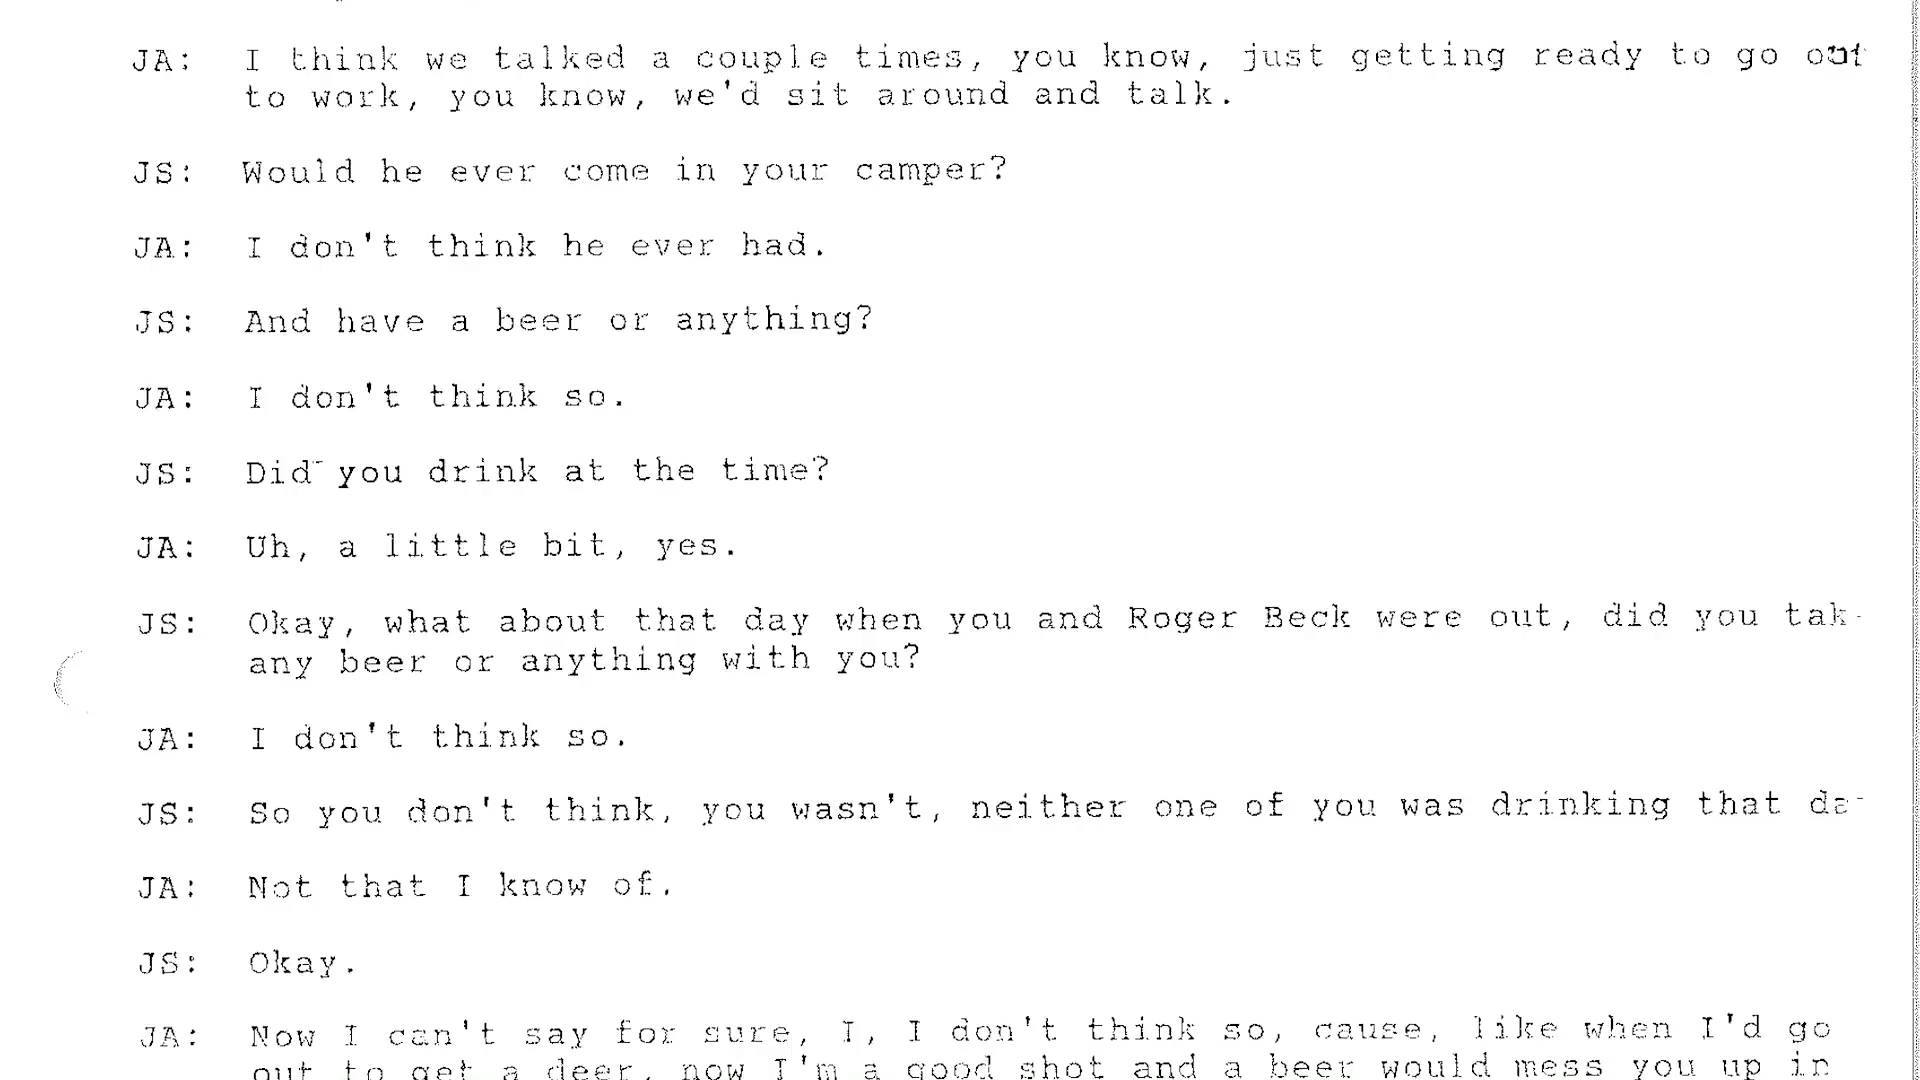 JA: I think we talked a couple times, you know, just getting ready to go out
to work, you know, we'd sit around and talk.
JS: Would he ever come in your camper?
JA: I don't think he ever had.
JS: And have a beer or anything?
JA: I don't think so.
JS: Did you drink at the time?
JA: Uh, a little bit, yes.
JS: Okay, what about that day when you and Roger Beck were out, did you tak
any beer or anything with you?
JA: I don't think so.
JS: So you don't think, you wasn't, neither one of you was drinking that da
JA: Not that I know of.
JS: Okay.
JA: Now I can't say for sure, I, I don't think so, cause, like when I'd go
out to get a deer, now I'm a good shot and a beer would mess you up in